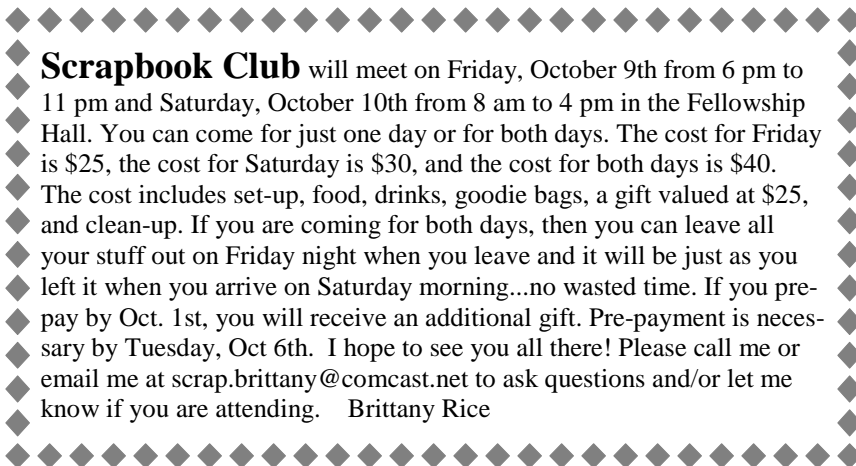 Scrapbook Club will meet on Friday, October 9th from 6 pm to
11 pm and Saturday, October 10th from 8 am to 4 pm in the Fellowship
Hall. You can come for just one day or for both days. The cost for Friday
is $25, the cost for Saturday is $30, and the cost for both days is $40.
The cost includes set-up, food, drinks, goodie bags, a gift valued at $25,
and clean-up. If you are coming for both days, then you can leave all
your stuff out on Friday night when you leave and it will be just as you
left it when you arrive on Saturday morning...no wasted time. If you pre-
pay by Oct. 1st, you will receive an additional gift. Pre-payment is neces-
sary by Tuesday, Oct 6th.  I hope to see you all there! Please call me or
email me at scrap.brittany@comcast.net to ask questions and/or let me
know if you are attending.    Brittany Rice